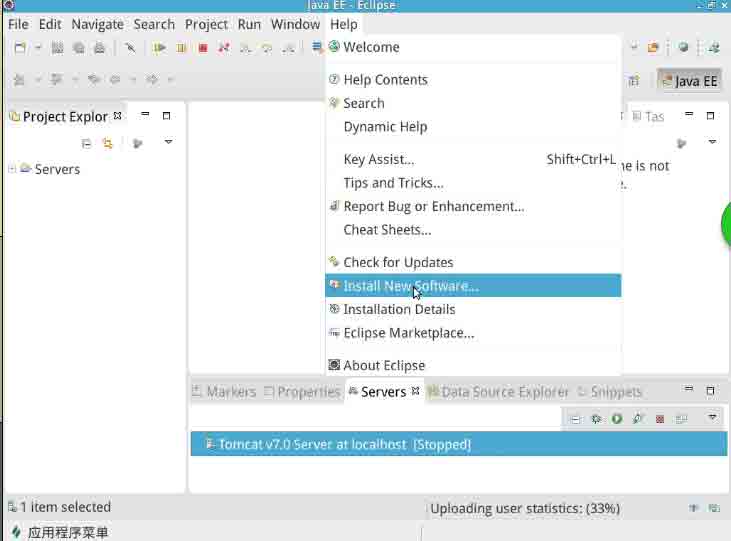 Java EE - Eclipse
File Edit Navigate Search Project Run Window Help
Welcome
Help Contents
Search
Dynamic Help
Key Assist... Shift+Ctrl+L
Tips and Tricks...
Report Bug or Enhancement...
Cheat Sheets...
Check for Updates
Install New Software...
Installation Details
Eclipse Marketplace...
About Eclipse
Java EE
Project Explor
Servers
Tas
ne is not
e.
Markers Properties Servers Data Source Explorer Snippets
Tomcat v7.0 Server at localhost [Stopped]
1 item selected
Uploading user statistics: (33%)
应用程序菜单